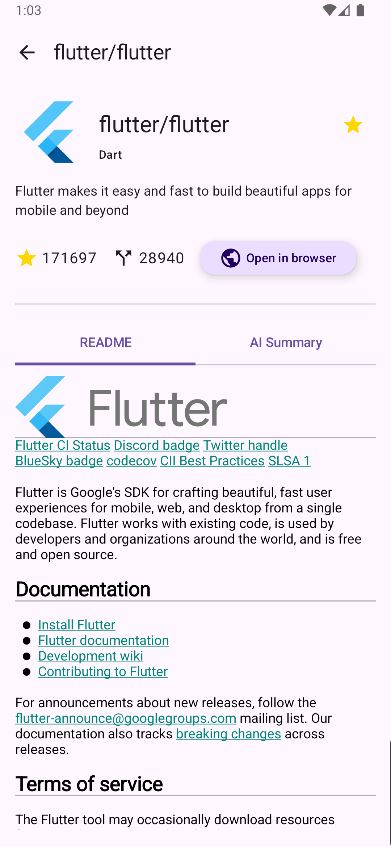 1:03
flutter/flutter
flutter/flutter
Dart
Flutter makes it easy and fast to build beautiful apps for
mobile and beyond
171697 28940 Open in browser
README AI Summary
Flutter
Flutter CI Status Discord badge Twitter handle
BlueSky badge codecov CII Best Practices SLSA 1
Flutter is Google's SDK for crafting beautiful, fast user
experiences for mobile, web, and desktop from a single
codebase. Flutter works with existing code, is used by
developers and organizations around the world, and is free
and open source.
Documentation
Install Flutter
Flutter documentation
Development wiki
Contributing to Flutter
For announcements about new releases, follow the
flutter-announce@googlegroups.com mailing list. Our
documentation also tracks breaking changes across
releases.
Terms of service
The Flutter tool may occasionally download resources